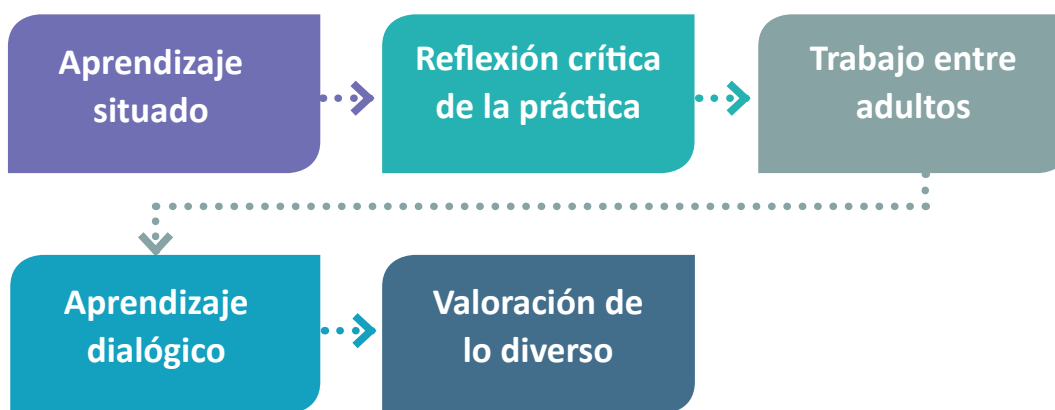 Aprendizaje
situado
Reflexión crítica
de la práctica
Trabajo entre
adultos
Aprendizaje
dialógico
Valoración de
lo diverso